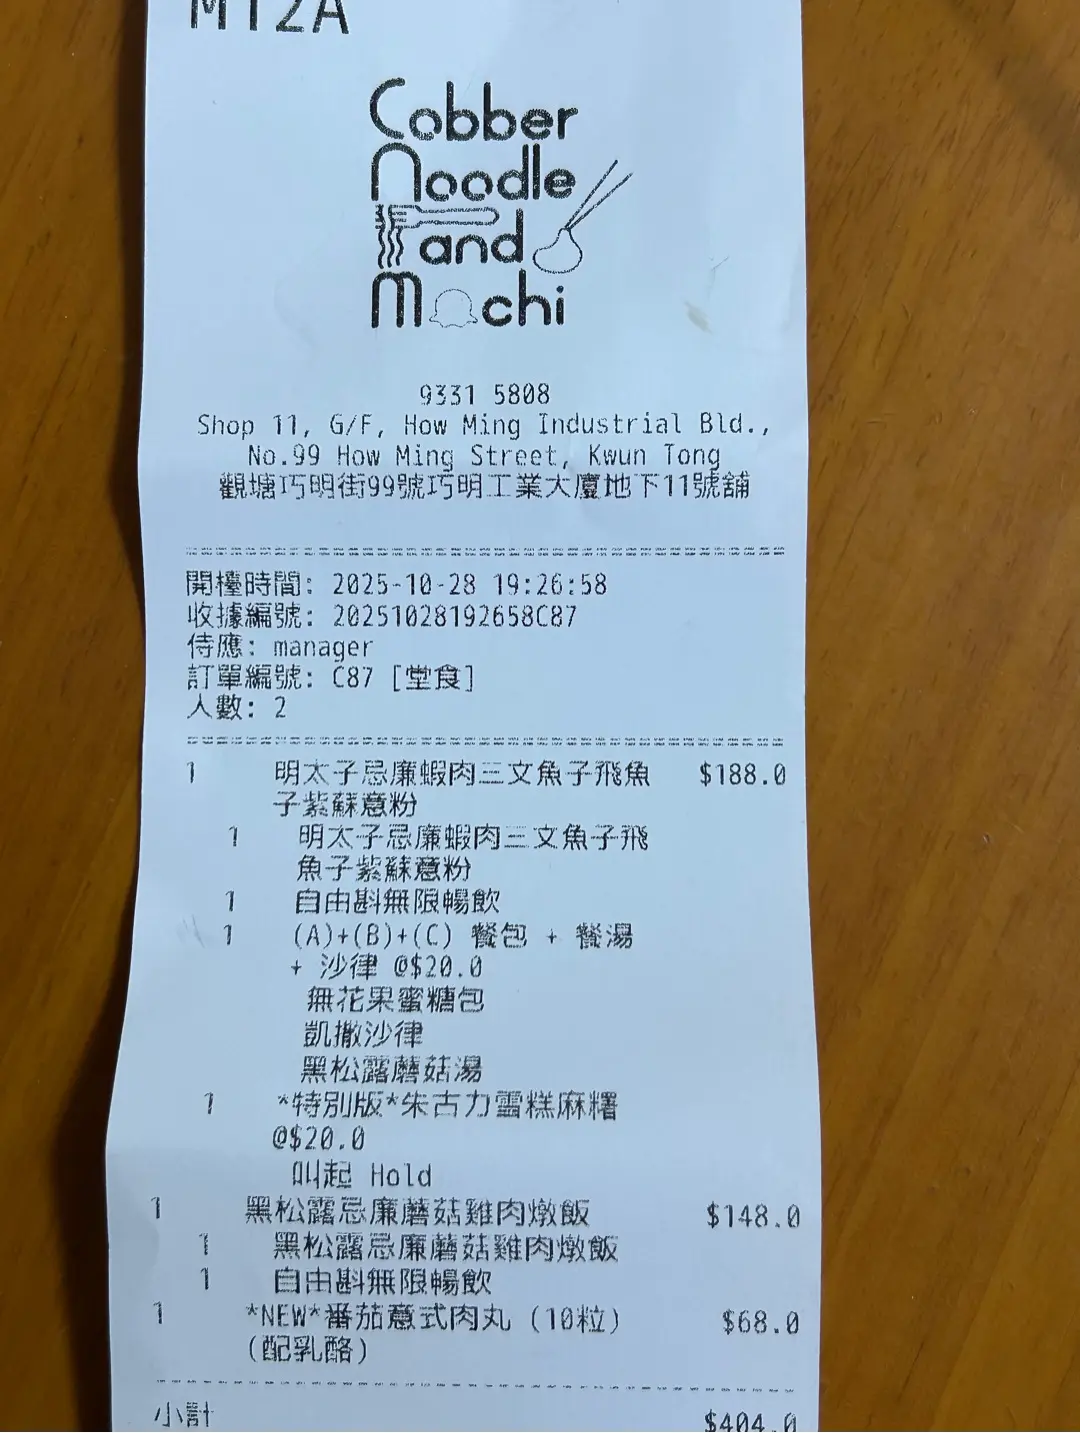 M12A
Cobber
Noodle
and
Mochi
9331 5808
Shop 11, G/F, How Ming Industrial Bld.,
No.99 How Ming Street, Kwun Tong
觀塘巧明街99號巧明工業大廈地下11號舖
開檯時間: 2025-10-28 19:26:58
收據編號: 20251028192658C87
侍應: manager
訂單編號: C87 [堂食]
人數: 2
1 明太子忌廉蝦肉三文魚子飛魚 $188.0
子紫蘇意粉
1 明太子忌廉蝦肉三文魚子飛
魚子紫蘇意粉
1 自由斟無限暢飲
1 (A)+(B)+(C) 餐包 + 餐湯
+ 沙律 @$20.0
無花果蜜糖包
凱撒沙律
黑松露蘑菇湯
1 *特別版*朱古力雪糕麻糬
@$20.0
叫起 Hold
1 黑松露忌廉蘑菇雞肉燉飯 $148.0
1 黑松露忌廉蘑菇雞肉燉飯
1 自由斟無限暢飲
1 *NEW*番茄意式肉丸 (10粒) $68.0
(配乳酪)
小計 $404.0